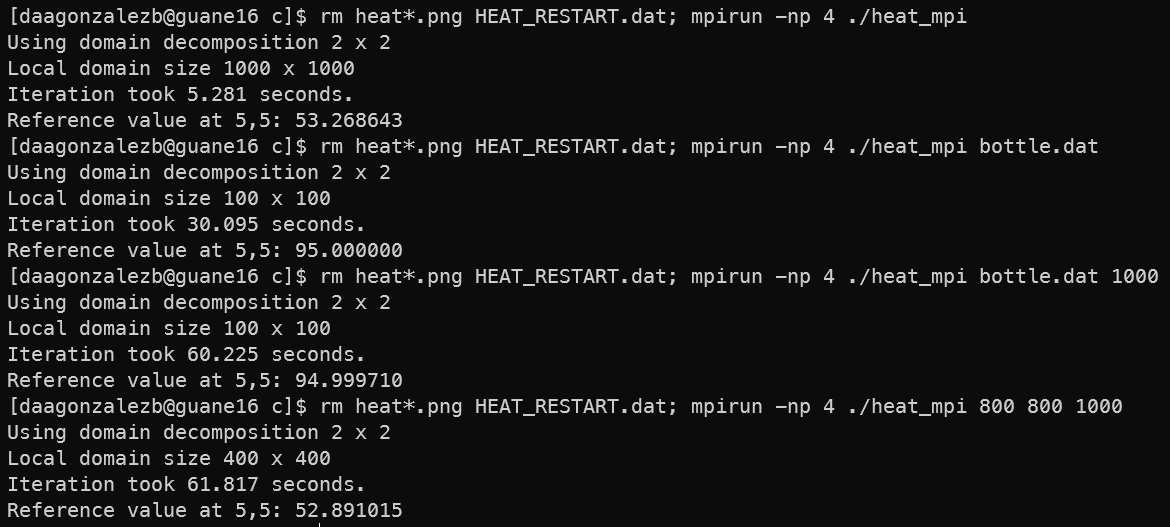 [daagonzalezb@guane16 c]$ rm heat*.png HEAT_RESTART.dat; mpirun -np 4 ./heat_mpi
Using domain decomposition 2 x 2
Local domain size 1000 x 1000
Iteration took 5.281 seconds.
Reference value at 5,5: 53.268643
[daagonzalezb@guane16 c]$ rm heat*.png HEAT_RESTART.dat; mpirun -np 4 ./heat_mpi bottle.dat
Using domain decomposition 2 x 2
Local domain size 100 x 100
Iteration took 30.095 seconds.
Reference value at 5,5: 95.000000
[daagonzalezb@guane16 c]$ rm heat*.png HEAT_RESTART.dat; mpirun -np 4 ./heat_mpi bottle.dat 1000
Using domain decomposition 2 x 2
Local domain size 100 x 100
Iteration took 60.225 seconds.
Reference value at 5,5: 94.999710
[daagonzalezb@guane16 c]$ rm heat*.png HEAT_RESTART.dat; mpirun -np 4 ./heat_mpi 800 800 1000
Using domain decomposition 2 x 2
Local domain size 400 x 400
Iteration took 61.817 seconds.
Reference value at 5,5: 52.891015